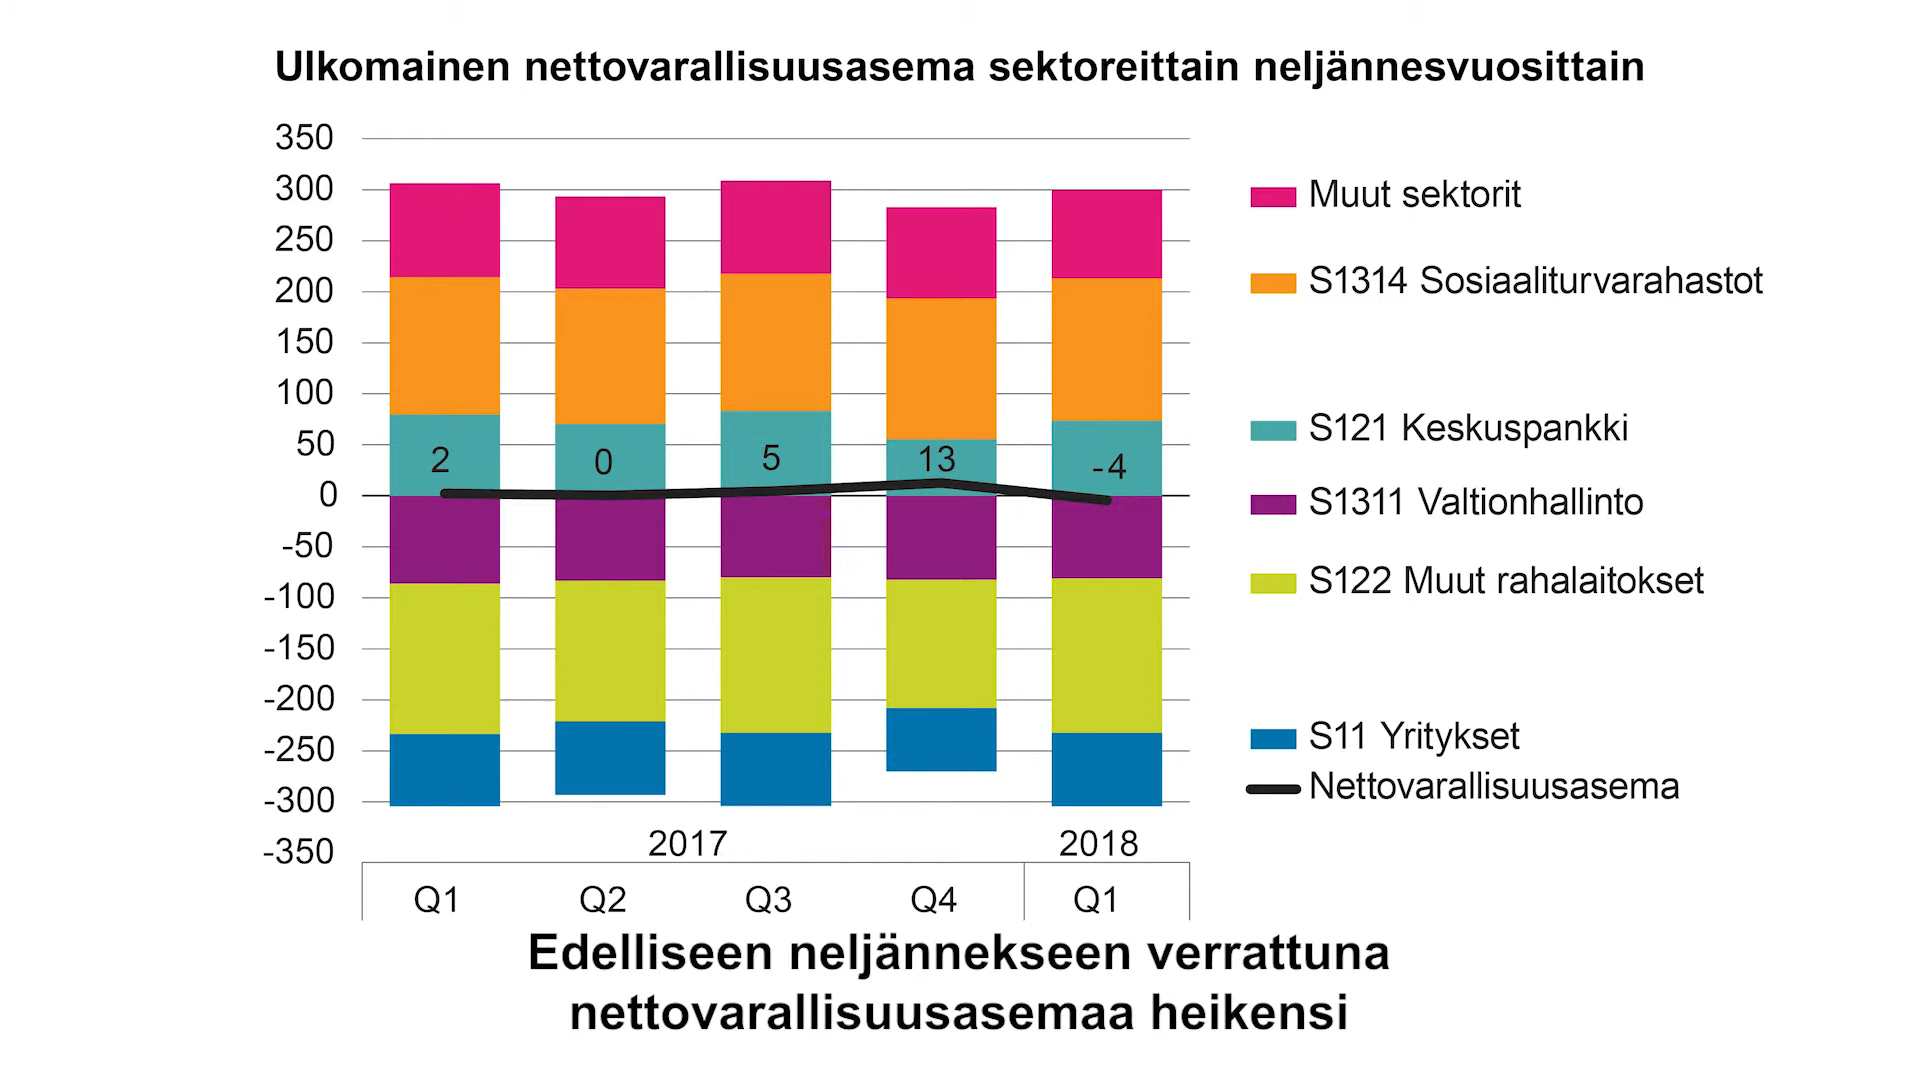 Ulkomainen nettovarallisuusasema sektoreittain neljännesvuosittain
350
300
250
200
150
100
50
0
-50
-100
-150
-200
-250
-300
-350
2
0
5
13
-4
2017
2018
Q1
Q2
Q3
Q4
Q1
Muut sektorit
S1314 Sosiaaliturvarahastot
S121 Keskuspankki
S1311 Valtionhallinto
S122 Muut rahalaitokset
S11 Yritykset
Nettovarallisuusasema
Edelliseen neljännekseen verrattuna
nettovarallisuusasemaa heikensi